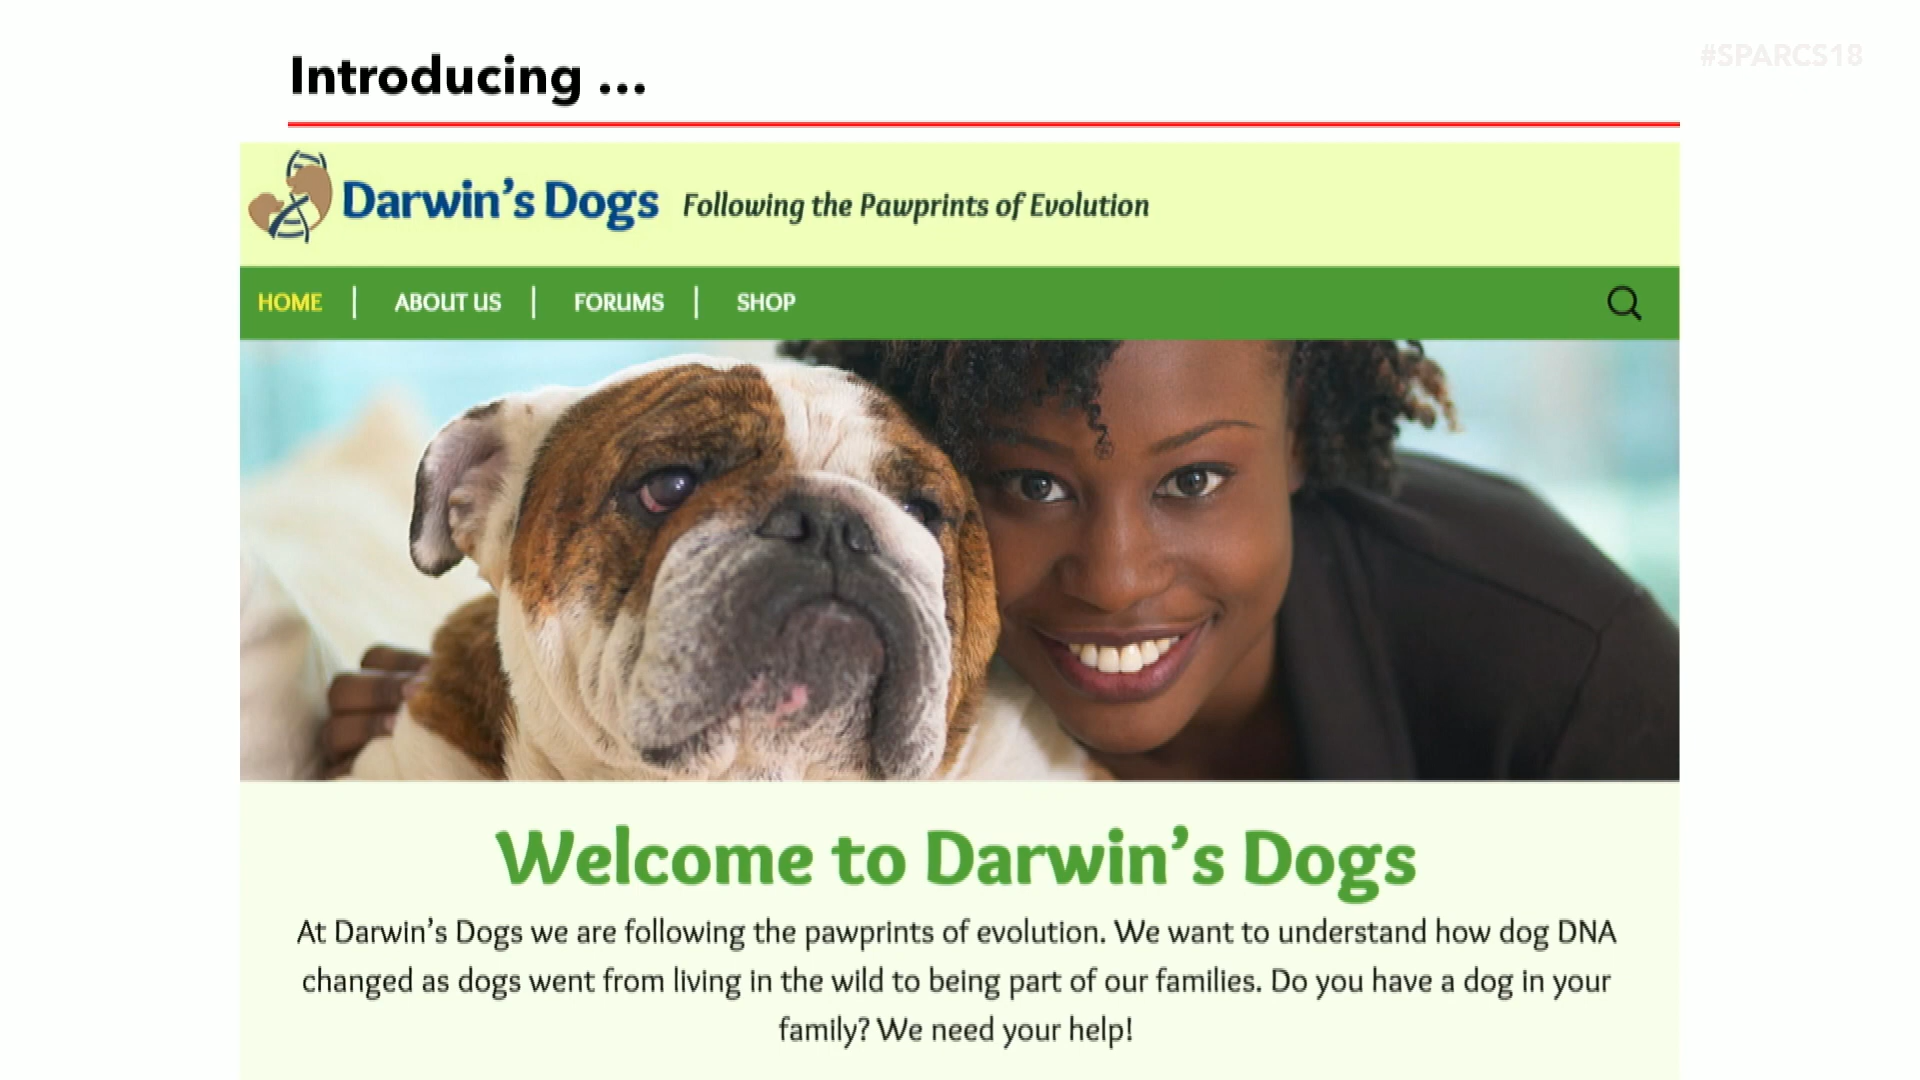 Introducing ...
#SPARCS18
Darwin's Dogs Following the Pawprints of Evolution
HOME | ABOUT US | FORUMS | SHOP
Welcome to Darwin's Dogs
At Darwin's Dogs we are following the pawprints of evolution. We want to understand how dog DNA
changed as dogs went from living in the wild to being part of our families. Do you have a dog in your
family? We need your help!